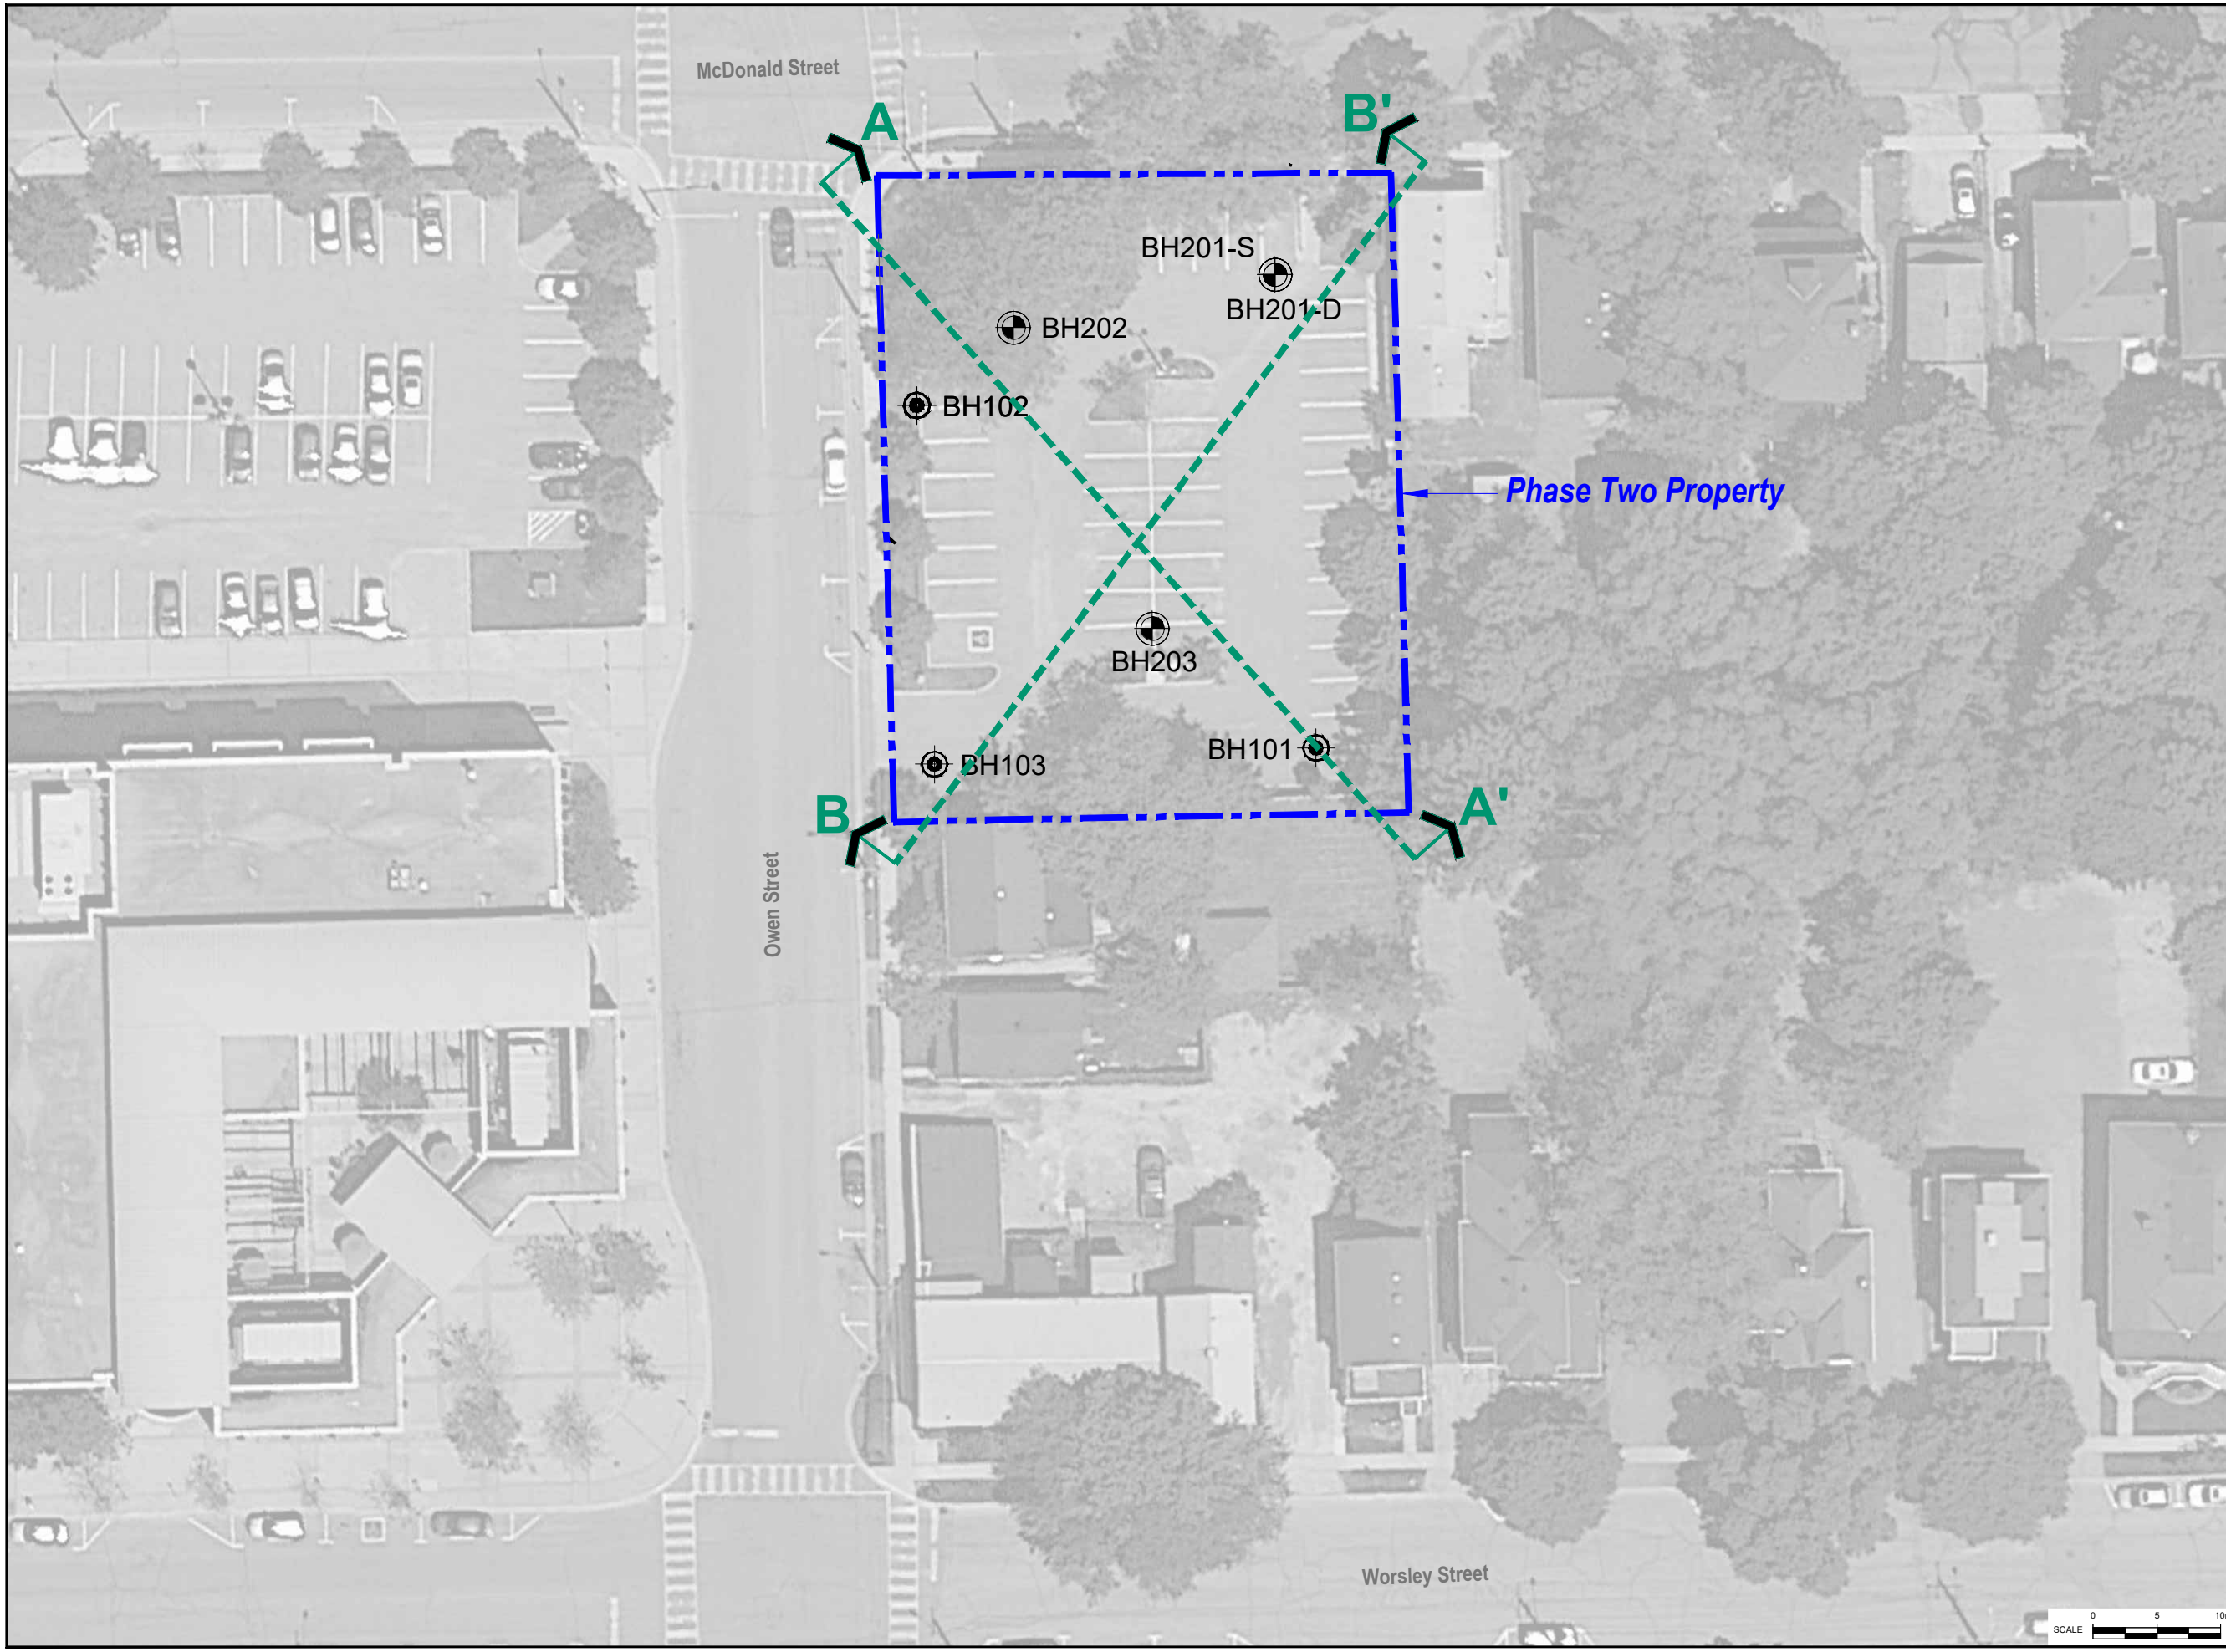 McDonald Street
A
B'
BH201-S
BH201-D
BH202
BH102
Phase Two Property
BH203
BH101
BH103
B
A'
Owen Street
Worsley Street
SCALE
0 5 10